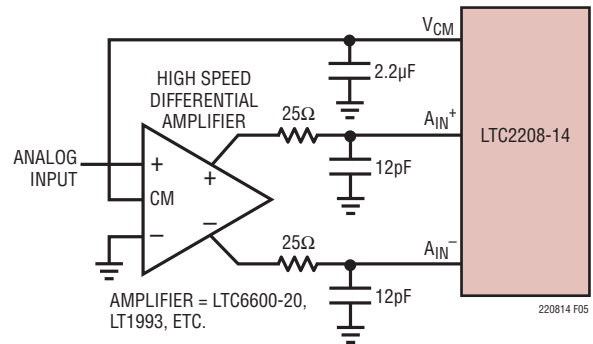 VCM
HIGH SPEED
DIFFERENTIAL
AMPLIFIER
2.2µF
25Ω
AIN+
LTC2208-14
ANALOG
INPUT
+
+
CM
12pF
–
–
25Ω
AIN–
12pF
AMPLIFIER = LTC6600-20,
LT1993, ETC.
220814 F05